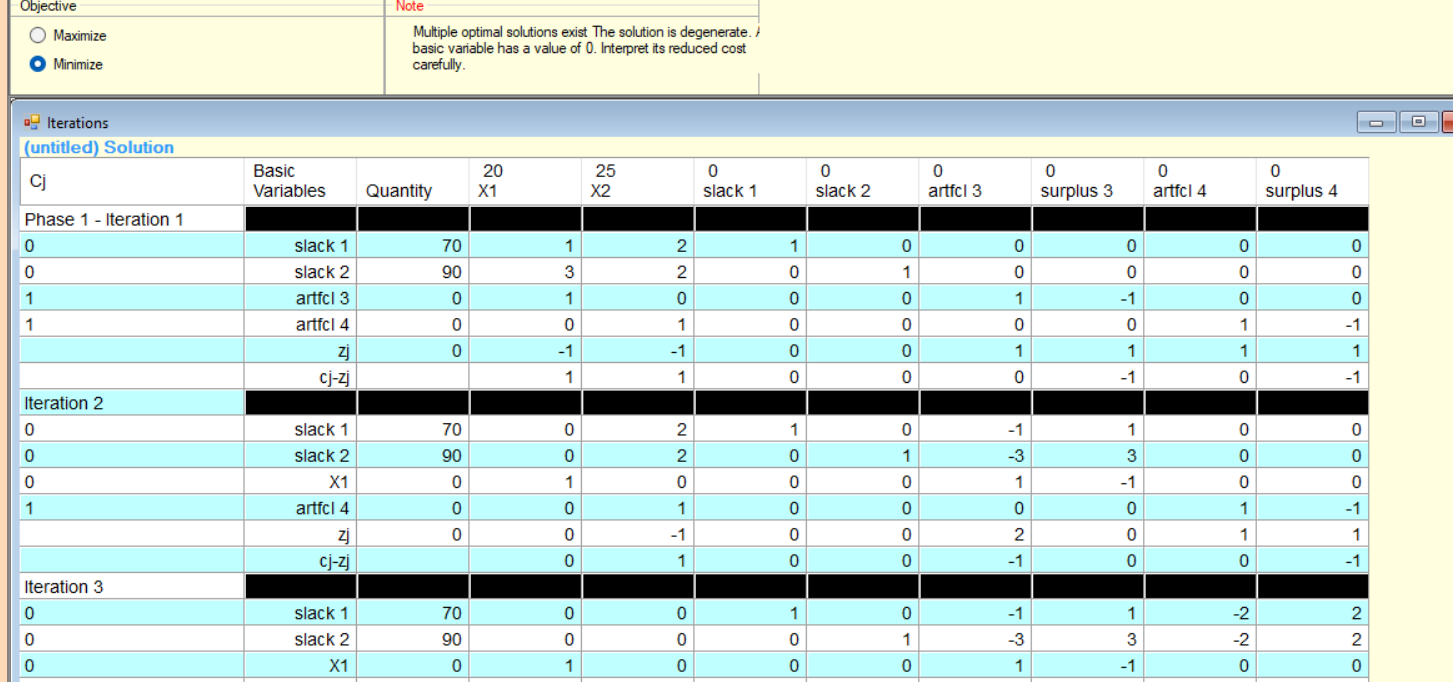 Objective
Note
Maximize
Minimize
Multiple optimal solutions exist The solution is degenerate.
basic variable has a value of 0. Interpret its reduced cost
carefully.
Iterations
(untitled) Solution
Cj Basic Variables Quantity 20 X1 25 X2 0 slack 1 0 slack 2 0 artfcl 3 0 surplus 3 0 artfcl 4 0 surplus 4
Phase 1 - Iteration 1
0 slack 1 70 1 2 1 0 0 0 0 0
0 slack 2 90 3 2 0 1 0 0 0 0
1 artfcl 3 0 1 0 0 0 1 -1 0 0
1 artfcl 4 0 0 1 0 0 0 0 1 -1
zj 0 -1 -1 0 0 1 1 1 1
cj-zj 1 1 0 0 0 -1 0 -1
Iteration 2
0 slack 1 70 0 2 1 0 -1 1 0 0
0 slack 2 90 0 2 0 1 -3 3 0 0
0 X1 0 1 0 0 0 1 -1 0 0
1 artfcl 4 0 0 1 0 0 0 0 1 -1
zj 0 0 -1 0 0 2 0 1 1
cj-zj 0 1 0 0 -1 0 0 -1
Iteration 3
0 slack 1 70 0 0 1 0 -1 1 -2 2
0 slack 2 90 0 0 0 1 -3 3 -2 2
0 X1 0 1 0 0 0 1 -1 0 0